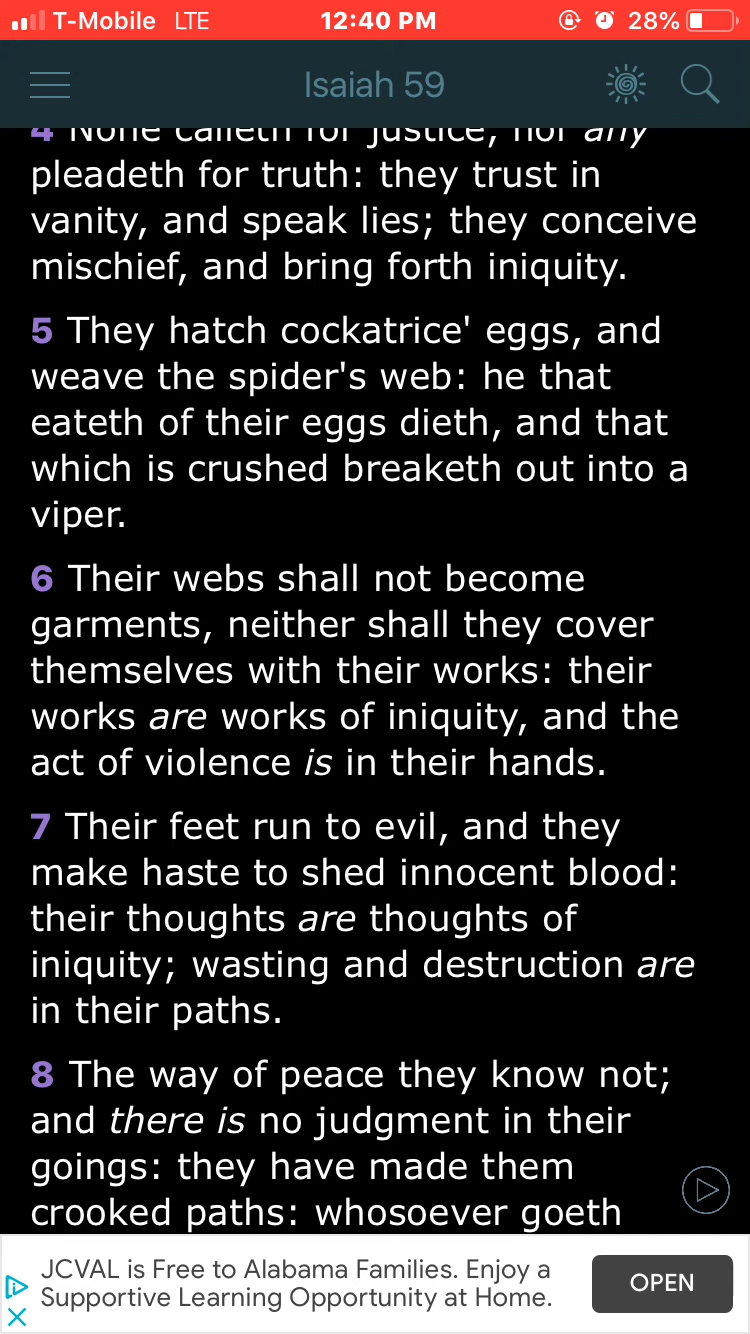 T-Mobile LTE 12:40 PM 28%
Isaiah 59
4 None calleth for justice, nor any
pleadeth for truth: they trust in
vanity, and speak lies; they conceive
mischief, and bring forth iniquity.
5 They hatch cockatrice' eggs, and
weave the spider's web: he that
eateth of their eggs dieth, and that
which is crushed breaketh out into a
viper.
6 Their webs shall not become
garments, neither shall they cover
themselves with their works: their
works are works of iniquity, and the
act of violence is in their hands.
7 Their feet run to evil, and they
make haste to shed innocent blood:
their thoughts are thoughts of
iniquity; wasting and destruction are
in their paths.
8 The way of peace they know not;
and there is no judgment in their
goings: they have made them
crooked paths: whosoever goeth
JCVAL is Free to Alabama Families. Enjoy a
Supportive Learning Opportunity at Home.
OPEN